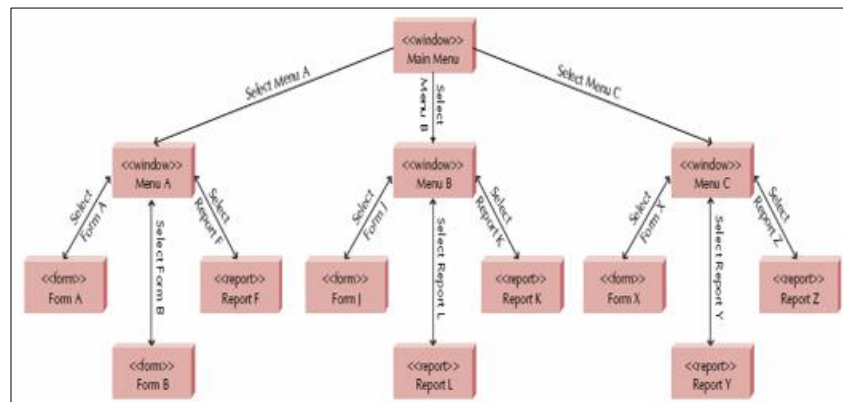 <<window>>
Main Menu
Select Menu A
Select
Menu B
Select Menu C
<<window>>
Menu A
<<window>>
Menu B
<<window>>
Menu C
Select
Form A
Select Form B
Select
Report F
Select
Form J
Select Report L
Select
Report K
Select
Form X
Select Report Y
Select
Report Z
<<form>>
Form A
<<report>>
Report F
<<form>>
Form J
<<report>>
Report K
<<form>>
Form X
<<report>>
Report Z
<<form>>
Form B
<<report>>
Report L
<<report>>
Report Y